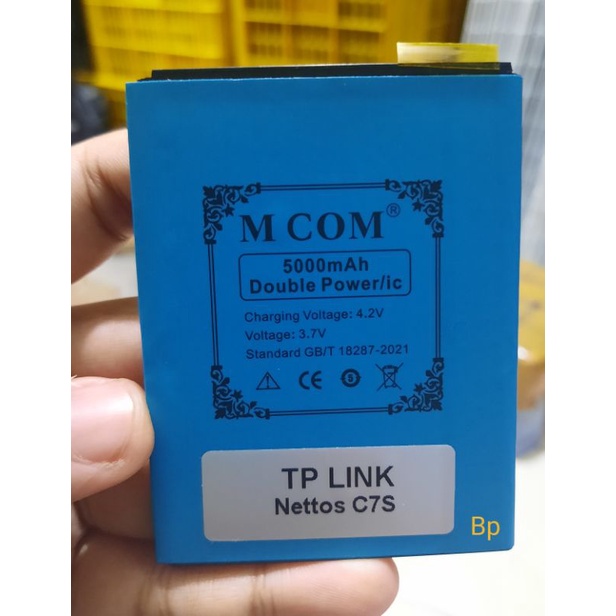 M COM®
5000mAh
Double Power/ic
Charging Voltage: 4.2V
Voltage: 3.7V
Standard GB/T 18287-2021
CE
TP LINK
Nettos C7S
Bp